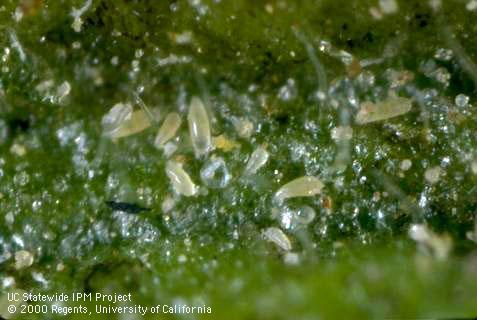 UC Statewide IPM Project
© 2000 Regents, University of California